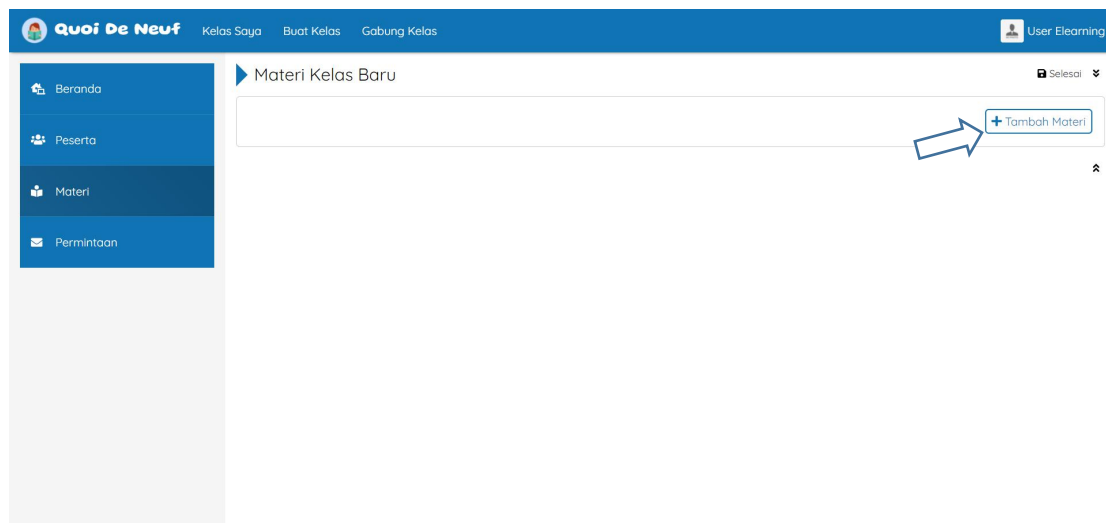 Quoi De Neuf Kelas Saya Buat Kelas Gabung Kelas User Elearning
Beranda
Peserta
Materi
Permintaan
Materi Kelas Baru Selesai
Tambah Materi